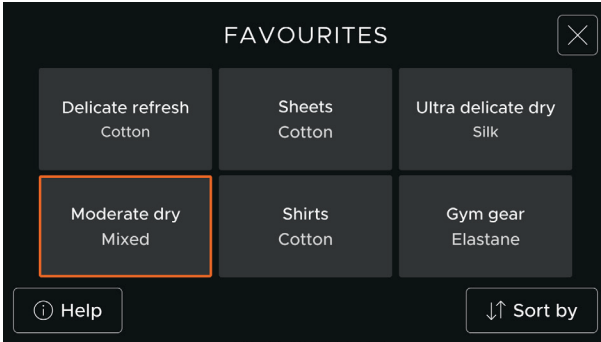 FAVOURITES
Delicate refresh
Cotton
Sheets
Cotton
Ultra delicate dry
Silk
Moderate dry
Mixed
Shirts
Cotton
Gym gear
Elastane
Help
Sort by